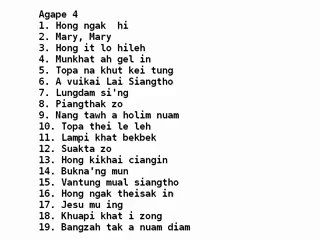 Agape 4
1. Hong ngak  hi
2. Mary, Mary
3. Hong it lo hileh
4. Munkhat ah gel in
5. Topa na khut kei tung
6. A vuikai Lai Siangtho
7. Lungdam si'ng
8. Piangthak zo
9. Nang tawh a holim nuam
10. Topa thei le leh
11. Lampi khat bekbek
12. Suakta zo
13. Hong kikhai ciangin
14. Bukna'ng mun
15. Vantung mual siangtho
16. Hong ngak theisak in
17. Jesu mu ing
18. Khuapi khat i zong
19. Bangzah tak a nuam diam